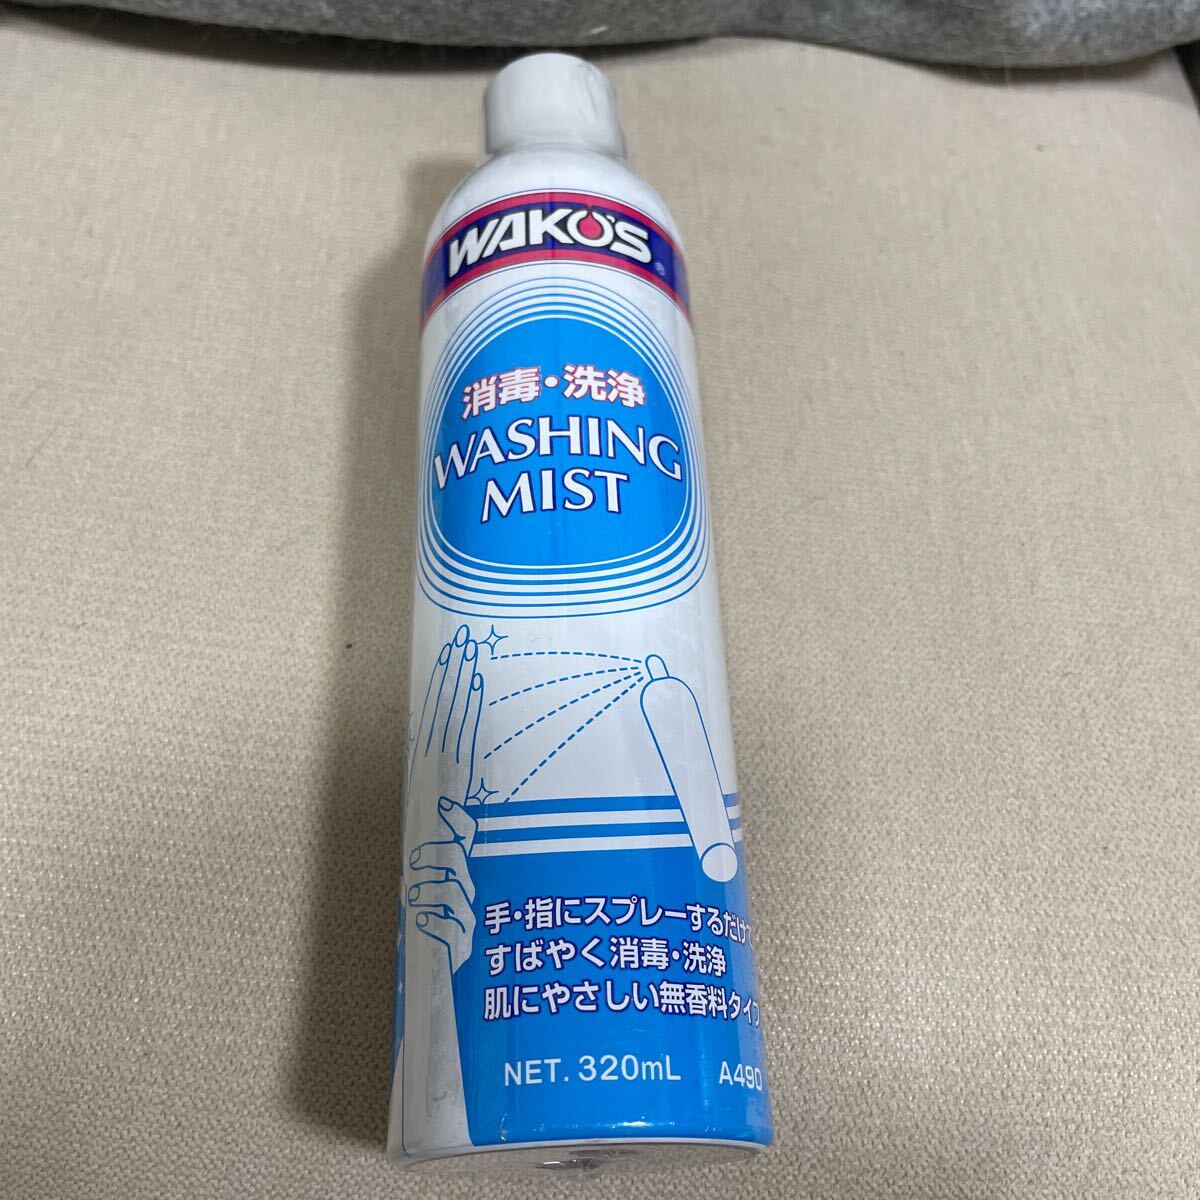 WAKO'S ®
消毒・洗浄
WASHING
MIST
手・指にスプレーするだけで
すばやく消毒・洗浄
肌にやさしい無香料タイプ
NET. 320mL A490